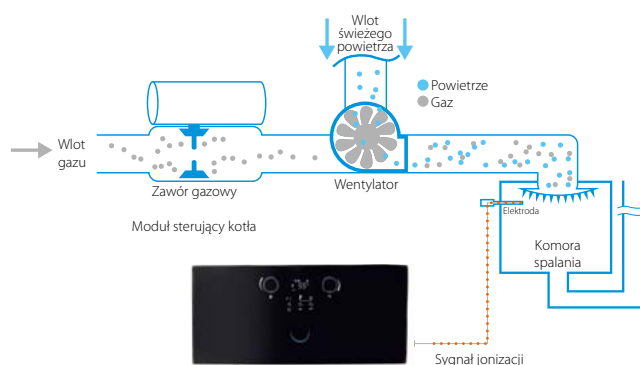 Wlot
świeżego
powietrza
Powietrze
Gaz
Wlot
gazu
Zawór gazowy
Wentylator
Elektroda
Moduł sterujący kotła
Komora
spalania
Sygnał jonizacji